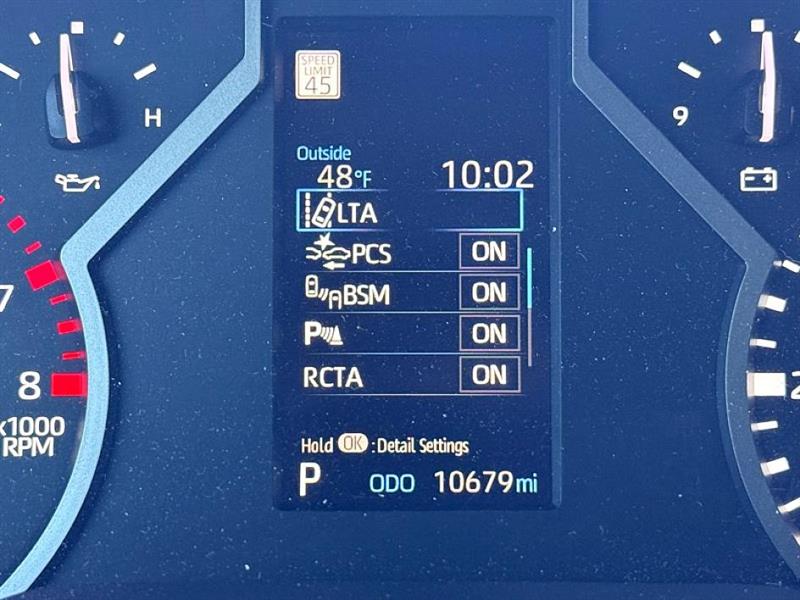 SPEED
LIMIT
45
Outside
48°F 10:02
H
9
LTA
PCS ON
BSM ON
P ON
RCTA ON
7
8
2
x1000
RPM
Hold OK : Detail Settings
P ODO 10679 mi